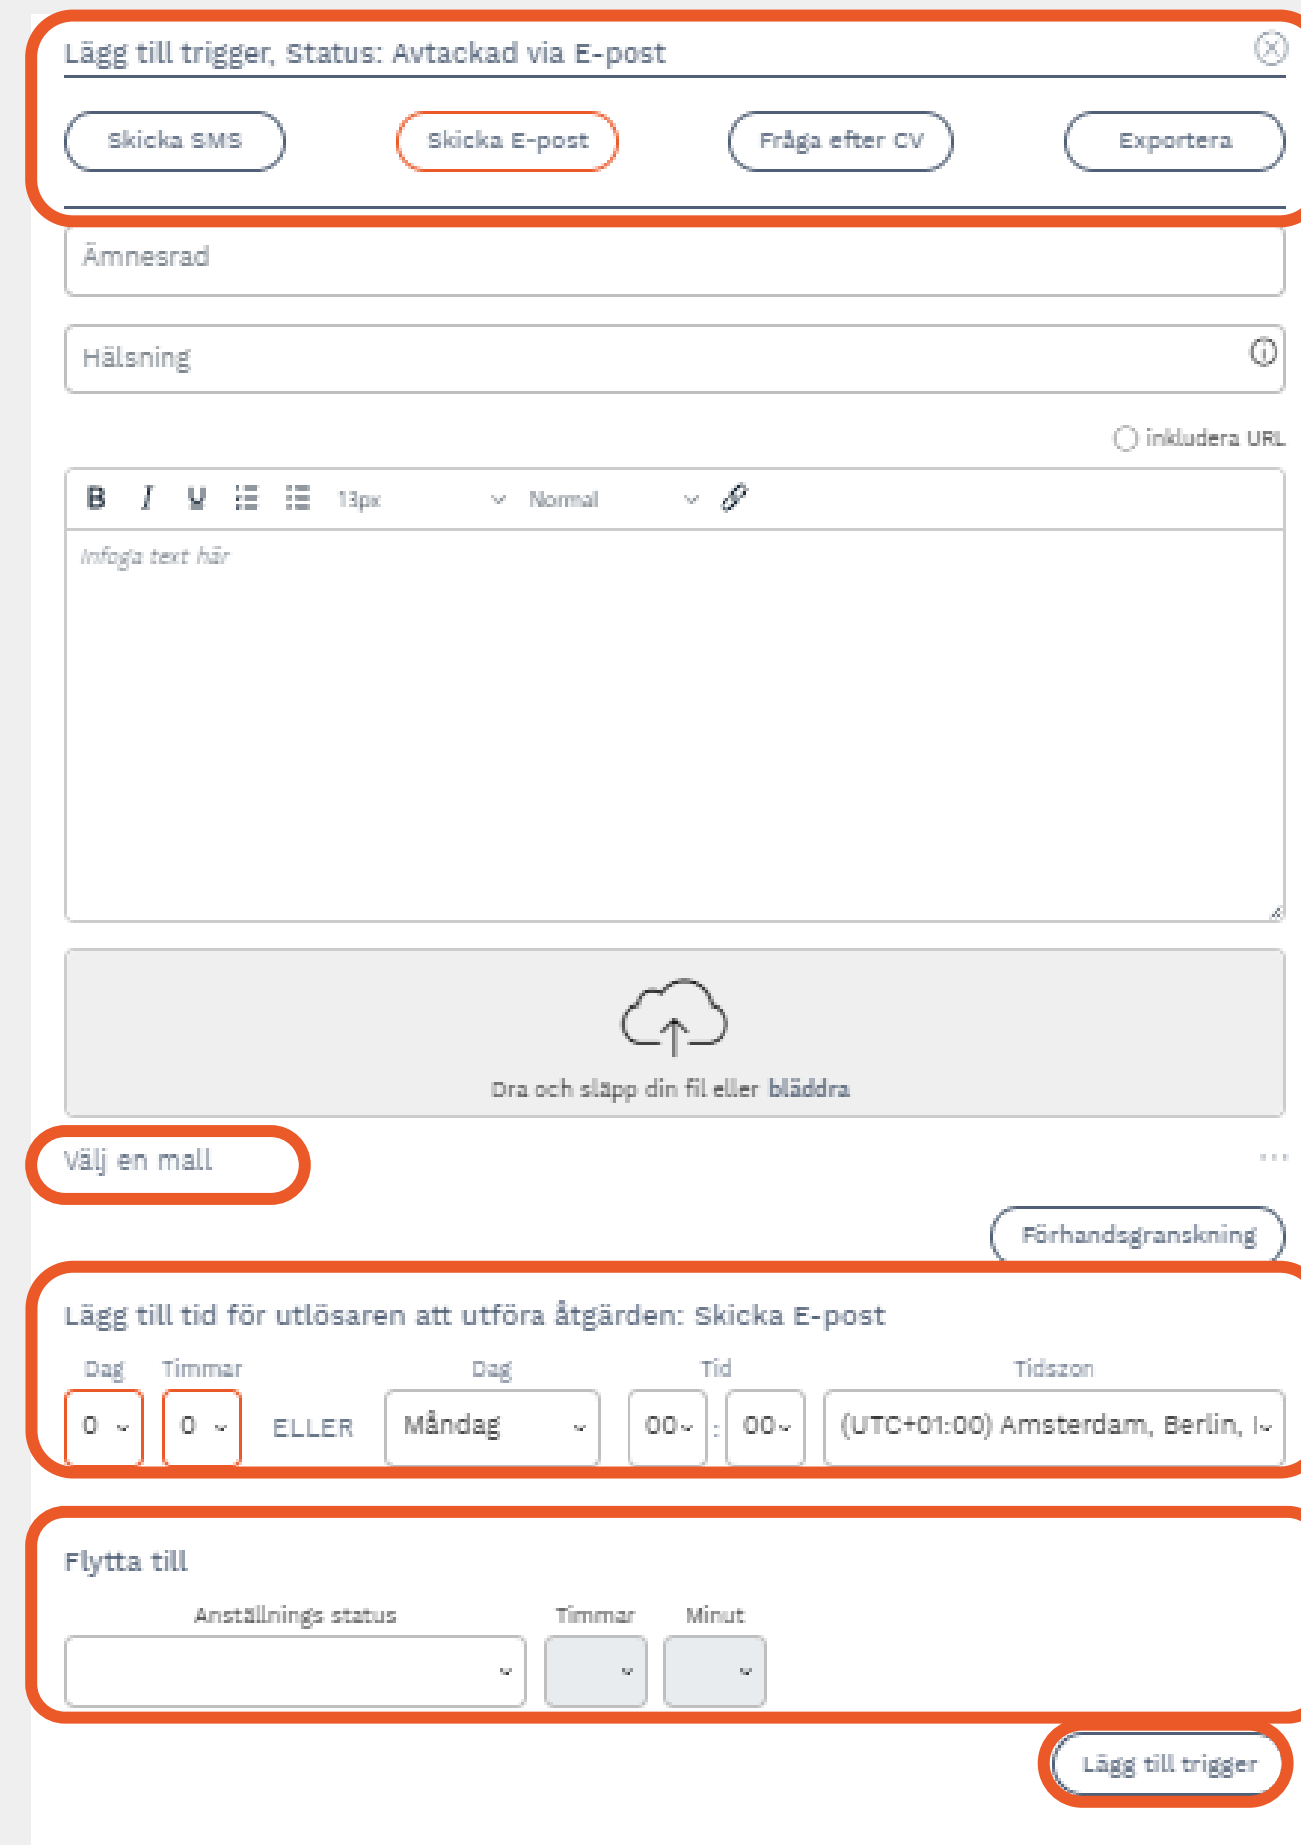 Lägg till trigger, Status: Avtackad via E-post
Skicka SMS Skicka E-post Fråga efter CV Exportera
Ämnesrad
Hälsning
inkludera URL
B I U 13px Normal
Infoga text här
Dra och släpp din fil eller bläddra
Välj en mall
Förhandsgranskning
Lägg till tid för utlösaren att utföra åtgärden: Skicka E-post
Dag Timmar Dag Tid Tidszon
0 0 ELLER Måndag 00 : 00 (UTC+01:00) Amsterdam, Berlin,
Flytta till
Anställnings status Timmar Minut
Lägg till trigger